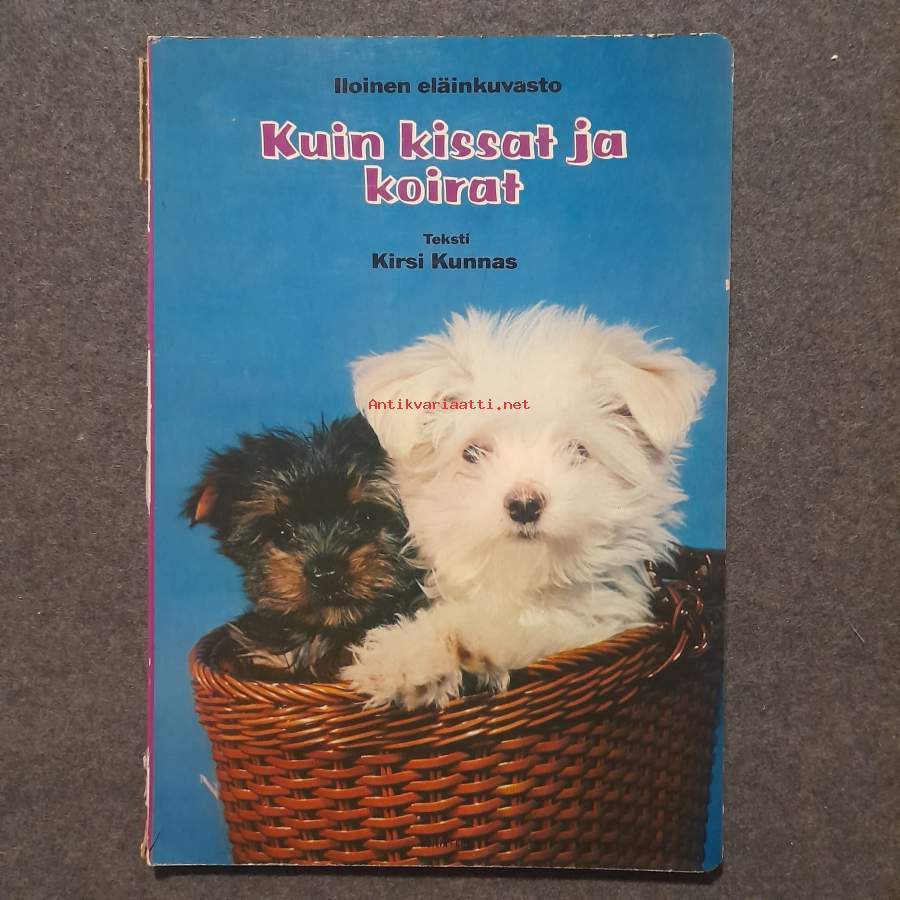 Iloinen eläinkuvasto
Kuin kissat ja
koirat
Teksti
Kirsi Kunnas
Antikvariaatti.net